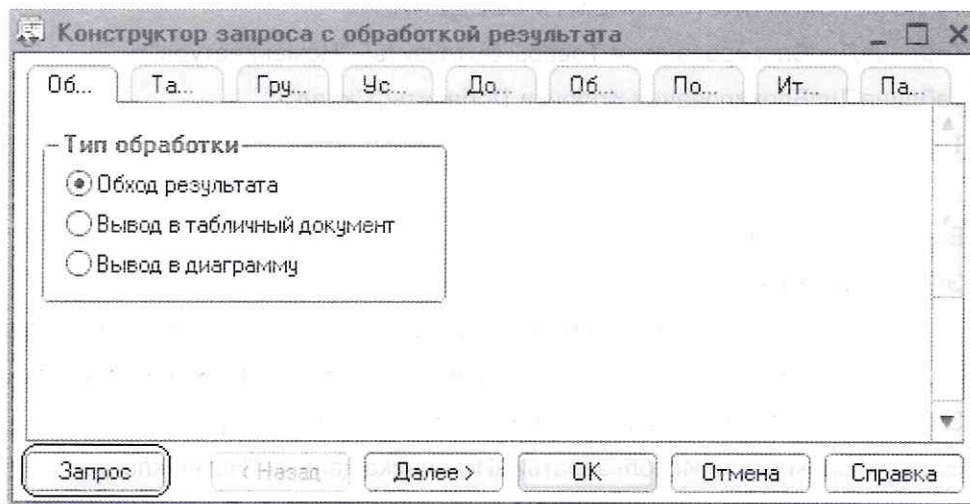 Конструктор запроса с обработкой результата
Об... Та... Гру... Ус... До... Об... По... Ит... Па...
Тип обработки
Обход результата
Вывод в табличный документ
Вывод в диаграмму
Запрос < Назад Далее > OK Отмена Справка